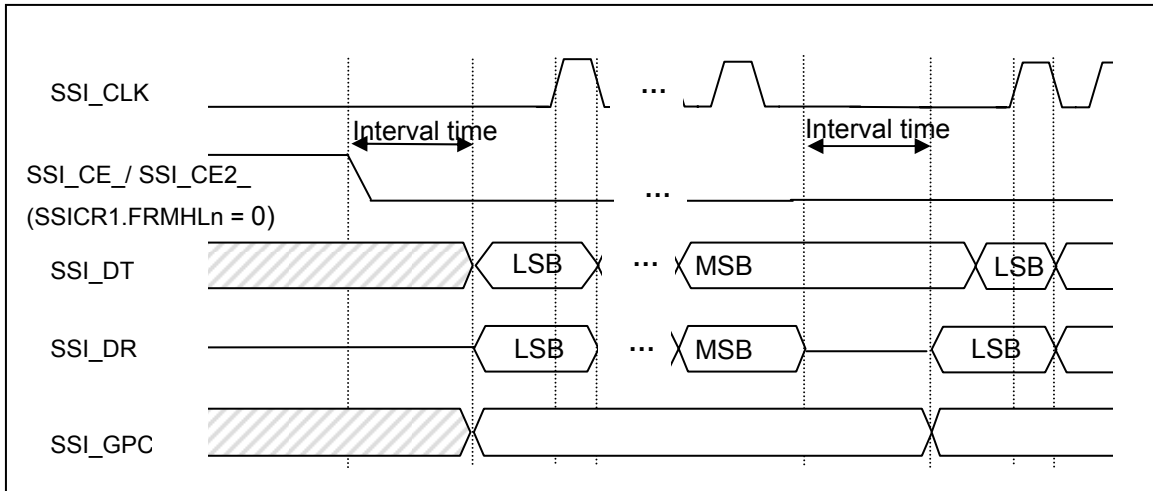 SSI_CLK
...
Interval time
Interval time
SSI_CE_/ SSI_CE2_
...
(SSICR1.FRMHLn = 0)
SSI_DT
LSB
...
MSB
LSB
SSI_DR
LSB
...
MSB
LSB
SSI_GPC